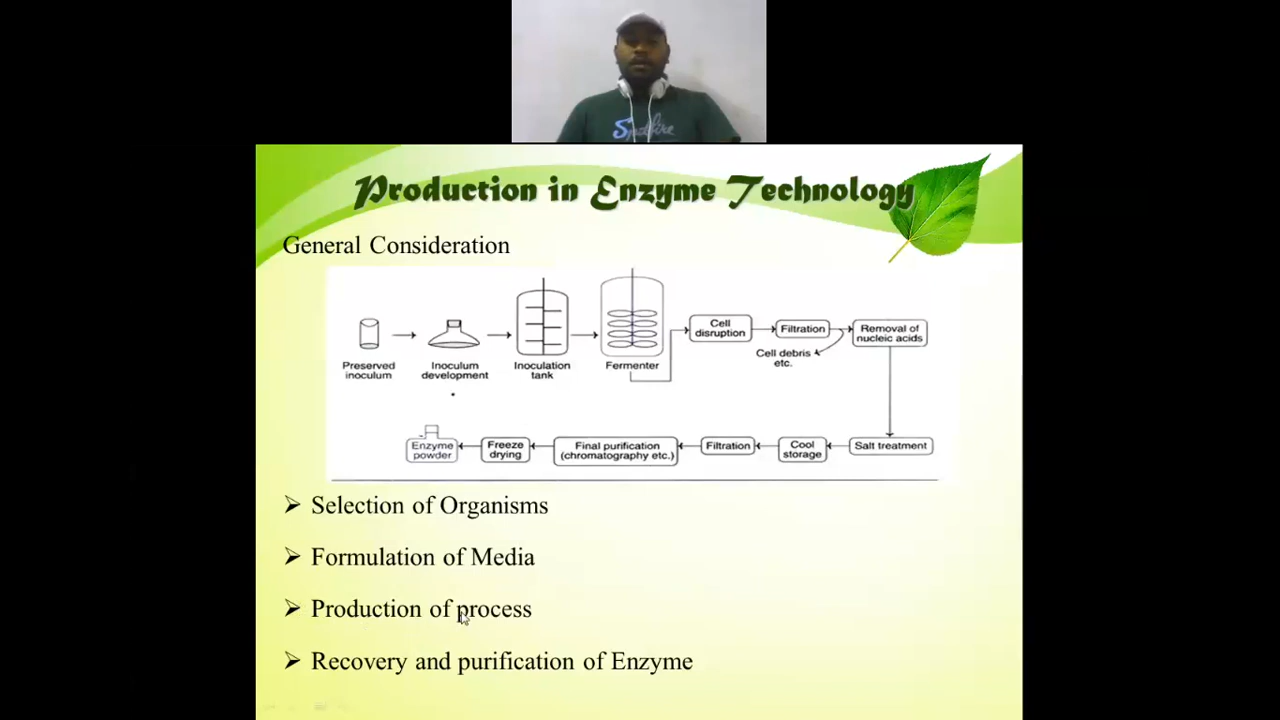 Spitfire
Production in Enzyme Technology
General Consideration
Preserved
inoculum
Inoculum
development
Inoculation
tank
Fermenter
Cell
disruption
Filtration
Cell debris
etc.
Removal of
nucleic acids
Enzyme
powder
Freeze
drying
Final purification
(chromatography etc.)
Filtration
Cool
storage
Salt treatment
➢ Selection of Organisms
➢ Formulation of Media
➢ Production of process
➢ Recovery and purification of Enzyme